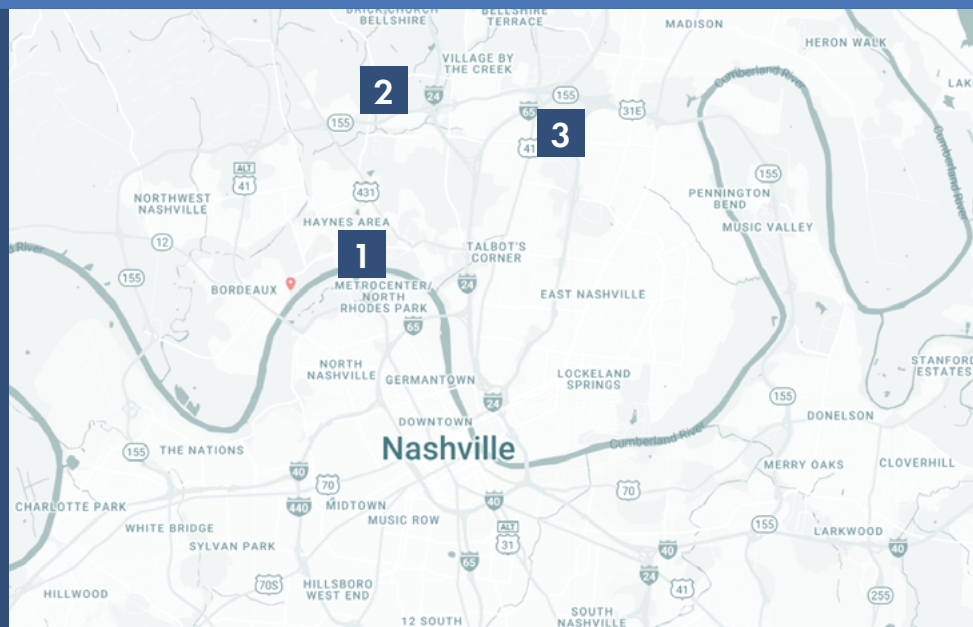 BRICK CHURCH
BELLSHIRE
BELLSHIRE
TERRACE
MADISON
HERON WALK
VILLAGE BY
THE CREEK
2
24
155
65
31E
155
3
41
Cumberland River
Cumberland River
ALT
41
431
155
NORTHWEST
NASHVILLE
PENNINGTON
BEND
HAYNES AREA
MUSIC VALLEY
12
River
1
TALBOT'S
CORNER
155
BORDEAUX
METROCENTER/
NORTH
RHODES PARK
24
EAST NASHVILLE
65
NORTH
NASHVILLE
GERMANTOWN
LOCKELAND
SPRINGS
STANFORD
ESTATES
24
155
DOWNTOWN
DONELSON
Nashville
Cumberland River
155
THE NATIONS
MERRY OAKS
CLOVERHILL
40
70
70
40
440
CHARLOTTE PARK
MIDTOWN
MUSIC ROW
WHITE BRIDGE
ALT
31
155
LARKWOOD
SYLVAN PARK
40
40
65
24
41
70S
HILLSBORO
WEST END
HILLWOOD
255
12 SOUTH
SOUTH
NASHVILLE